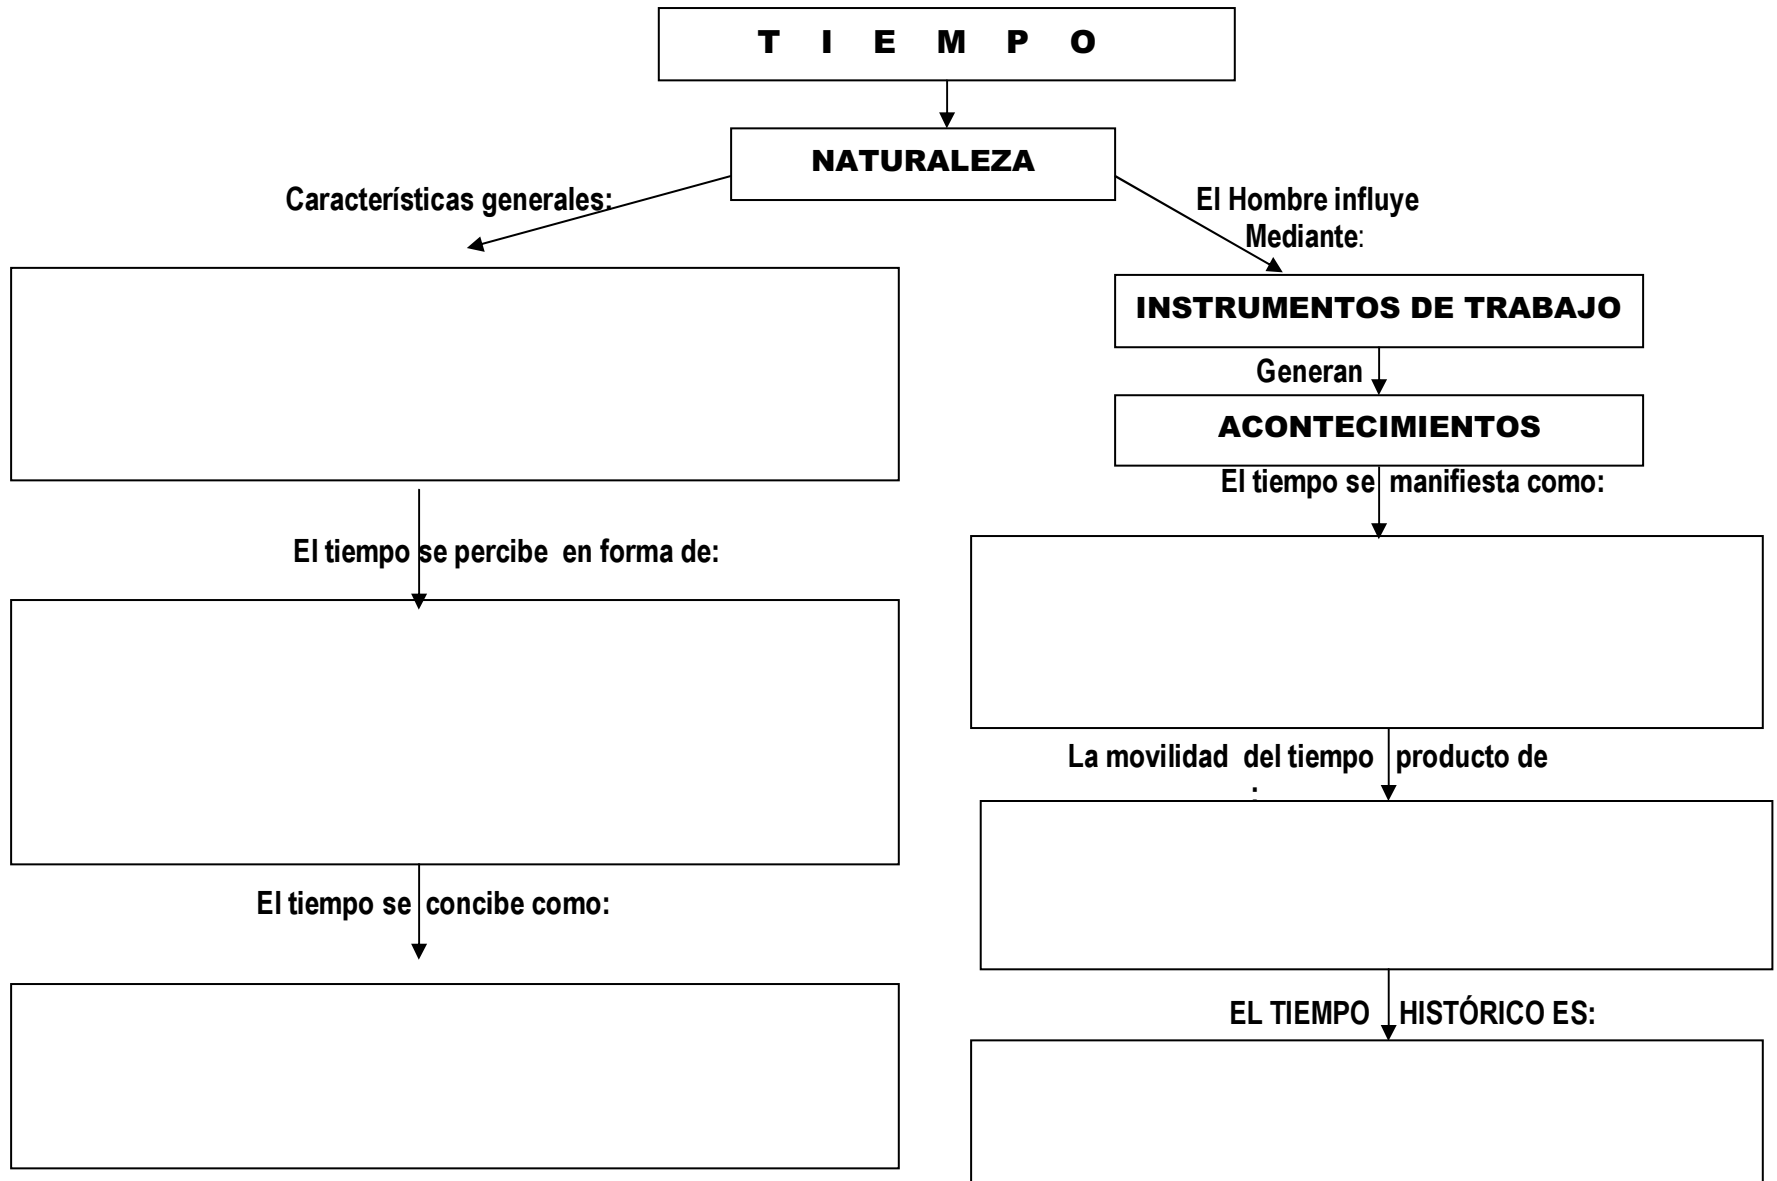 T I E M P O
NATURALEZA
Características generales:
El Hombre influye
Mediante:
INSTRUMENTOS DE TRABAJO
Generan
ACONTECIMIENTOS
El tiempo se manifiesta como:
El tiempo se percibe en forma de:
La movilidad del tiempo producto de
:
El tiempo se concibe como:
EL TIEMPO HISTÓRICO ES: